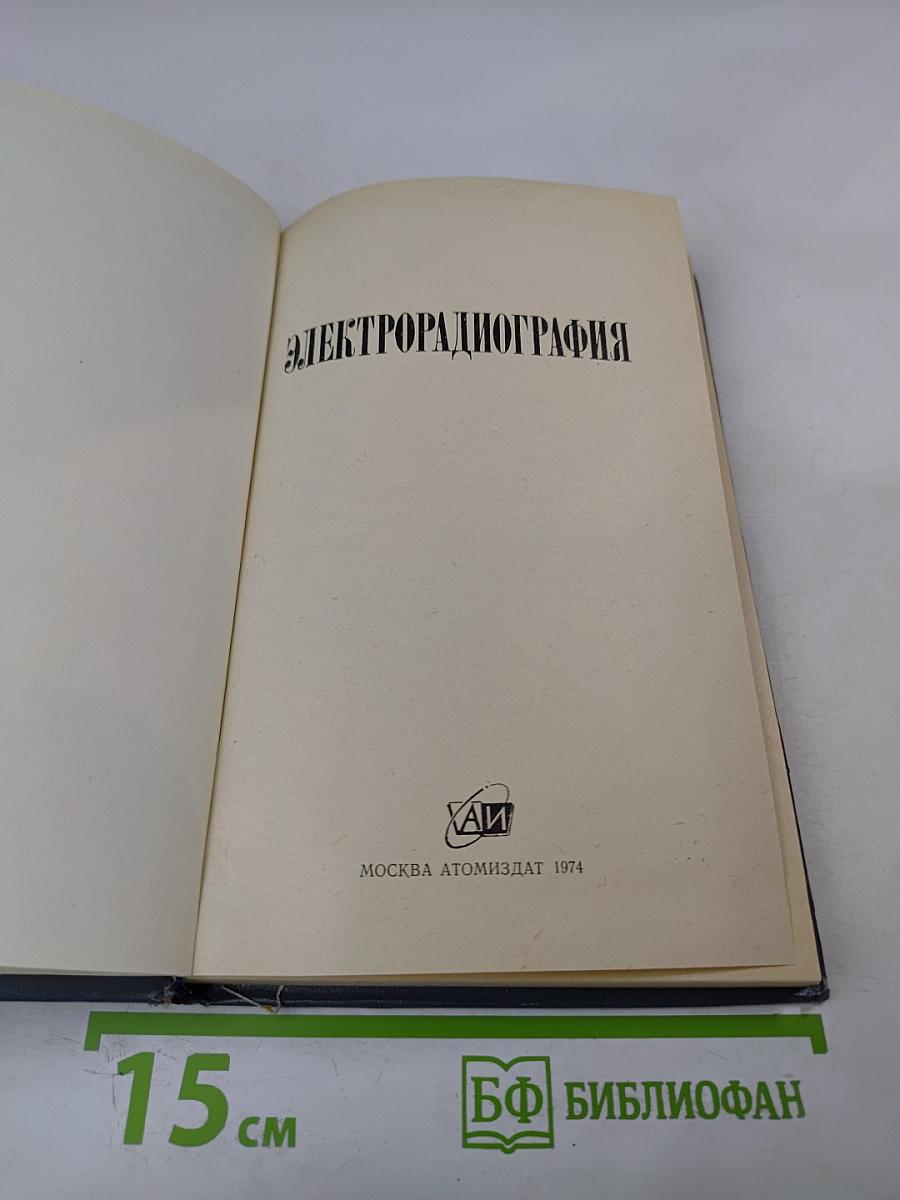 ЭЛЕКТРОРАДИОГРАФИЯ
АИ
МОСКВА АТОМИЗДАТ 1974
15 см
БФ БИБЛИОФАН